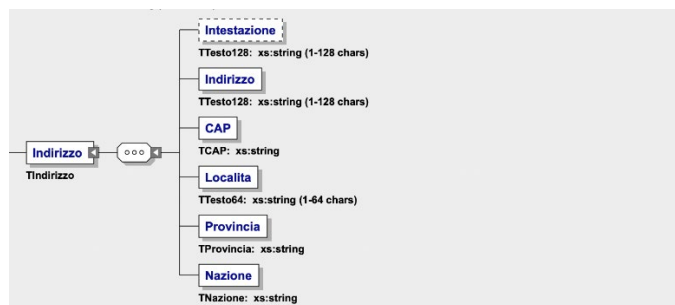 Intestazione
TTesto128: xs:string (1-128 chars)
Indirizzo
TTesto128: xs:string (1-128 chars)
CAP
TCAP: xs:string
Indirizzo
TIndirizzo
Localita
TTesto64: xs:string (1-64 chars)
Provincia
TProvincia: xs:string
Nazione
TNazione: xs:string